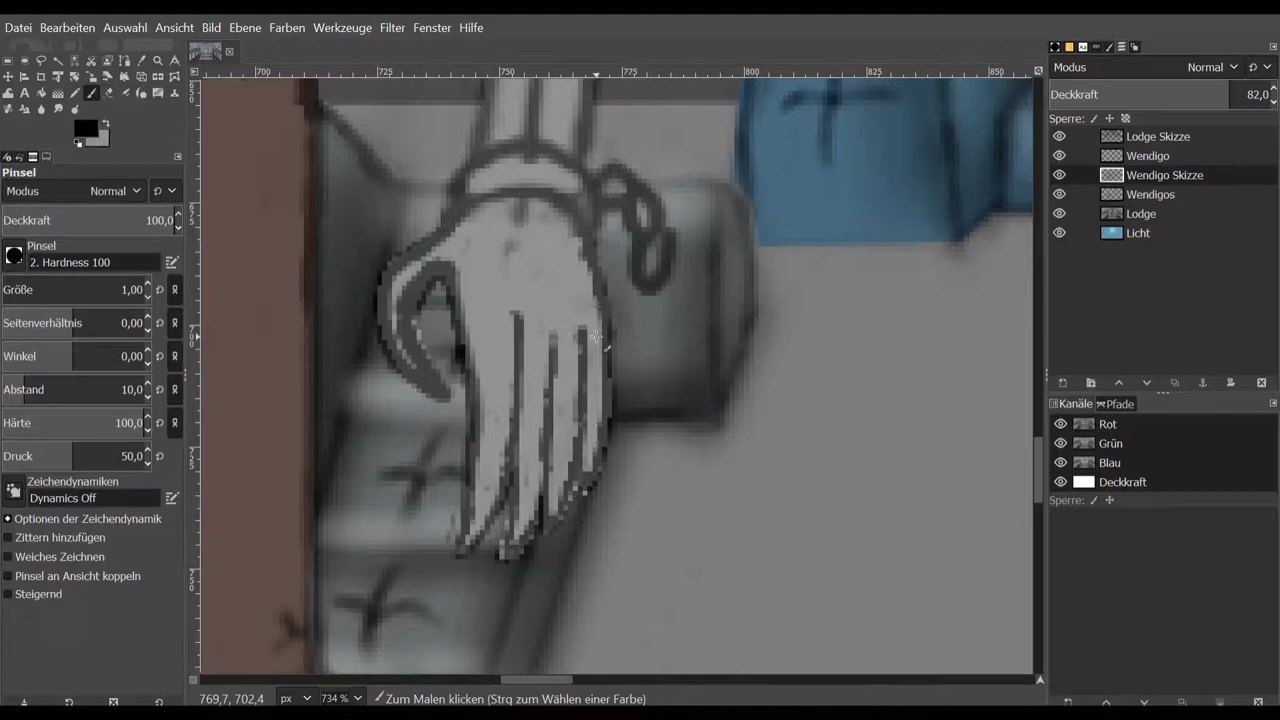 Datei Bearbeiten Auswahl Ansicht Bild Ebene Farben Werkzeuge Filter Fenster Hilfe
700 725 750 775 800 825 850
Pinsel
Modus Normal
Deckkraft 100,0
Pinsel
2. Hardness 100
Größe 1,00
Seitenverhältnis 0,00
Winkel 0,00
Abstand 10,0
Härte 100,0
Druck 50,0
Zeichendynamiken
Dynamics Off
Optionen der Zeichendynamik
Zittern hinzufügen
Weiches Zeichnen
Pinsel an Ansicht koppeln
Steigernd
650
675
700
725
750
769,7, 702,4 px 734 % Zum Malen klicken (Strg zum Wählen einer Farbe)
Modus Normal
Deckkraft 82,0
Sperre:
Lodge Skizze
Wendigo
Wendigo Skizze
Wendigos
Lodge
Licht
Kanäle Pfade
Rot
Grün
Blau
Deckkraft
Sperre: